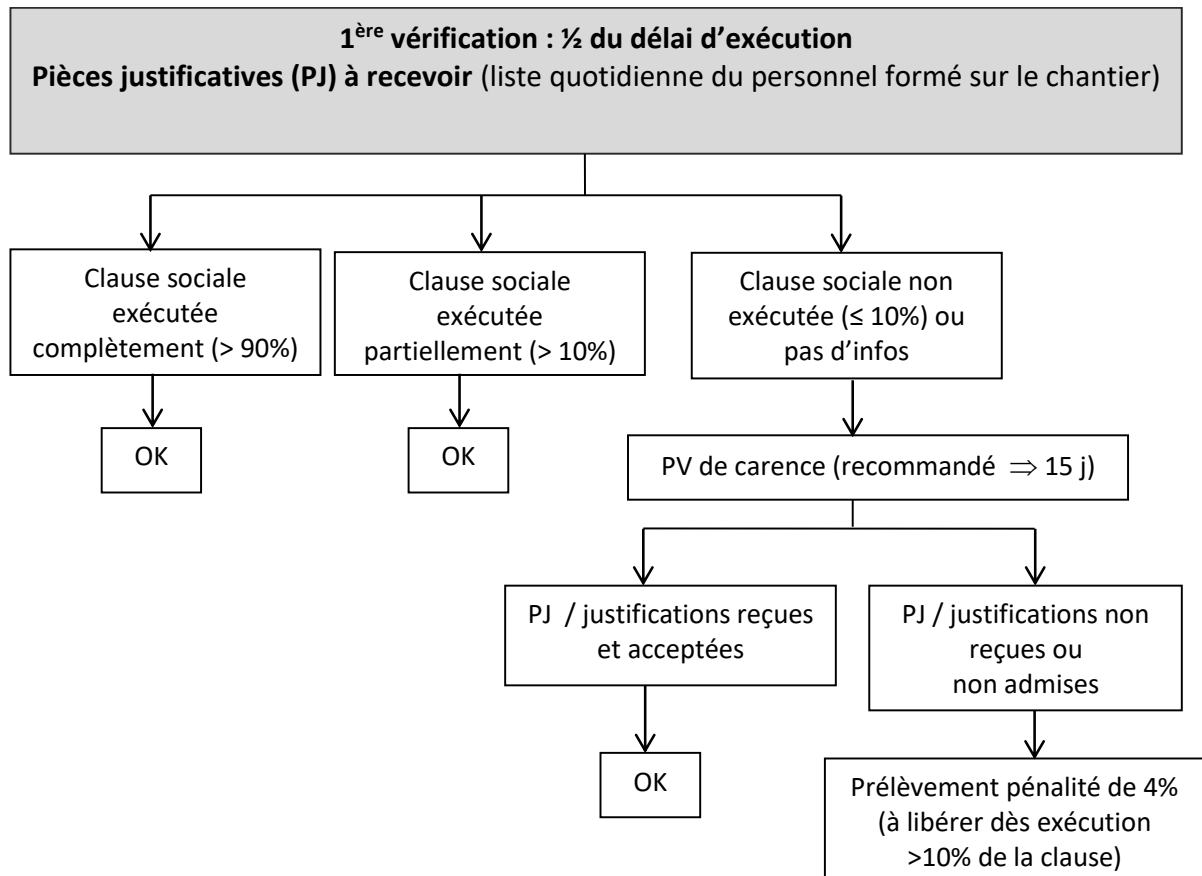 1ère vérification : ½ du délai d’exécution
Pièces justificatives (PJ) à recevoir (liste quotidienne du personnel formé sur le chantier)
Clause sociale
exécutée
complètement (> 90%)
Clause sociale
exécutée
partiellement (> 10%)
Clause sociale non
exécutée (≤ 10%) ou
pas d’infos
OK
OK
PV de carence (recommandé ⇒ 15 j)
PJ / justifications reçues
et acceptées
PJ / justifications non
reçues ou
non admises
OK
Prélèvement pénalité de 4%
(à libérer dès exécution
>10% de la clause)